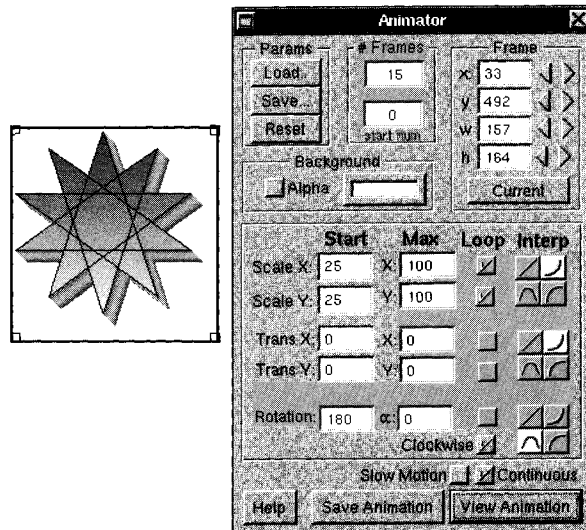 Animator
Params
Load...
Save...
Reset
# Frames
15
0
start num
Frame
x: 33
y 492
w 157
h 164
Current
Background
Alpha
Start Max Loop Interp
Scale X: 25 X: 100
Scale Y: 25 Y: 100
Trans X: 0 X: 0
Trans Y: 0 Y: 0
Rotation: 180 α: 0
Clockwise
Slow Motion Continuous
Help Save Animation View Animation